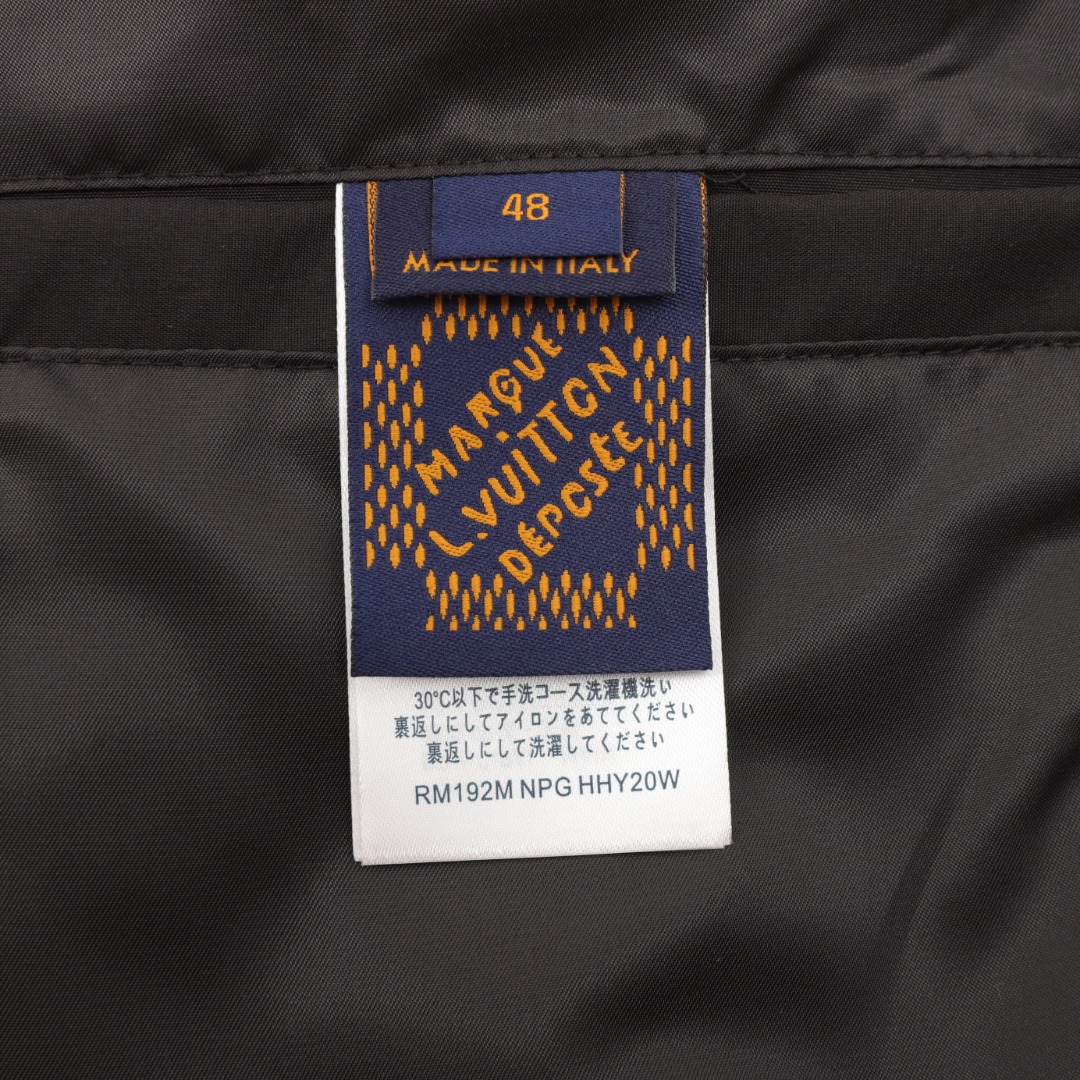 48
MADE IN ITALY
MARQUE
L.VUITTON
DÉPOSÉE
30°C以下で手洗コース洗濯機洗い
裏返しにしてアイロンをあててください
裏返しにして洗濯してください
RM192M NPG HHY20W